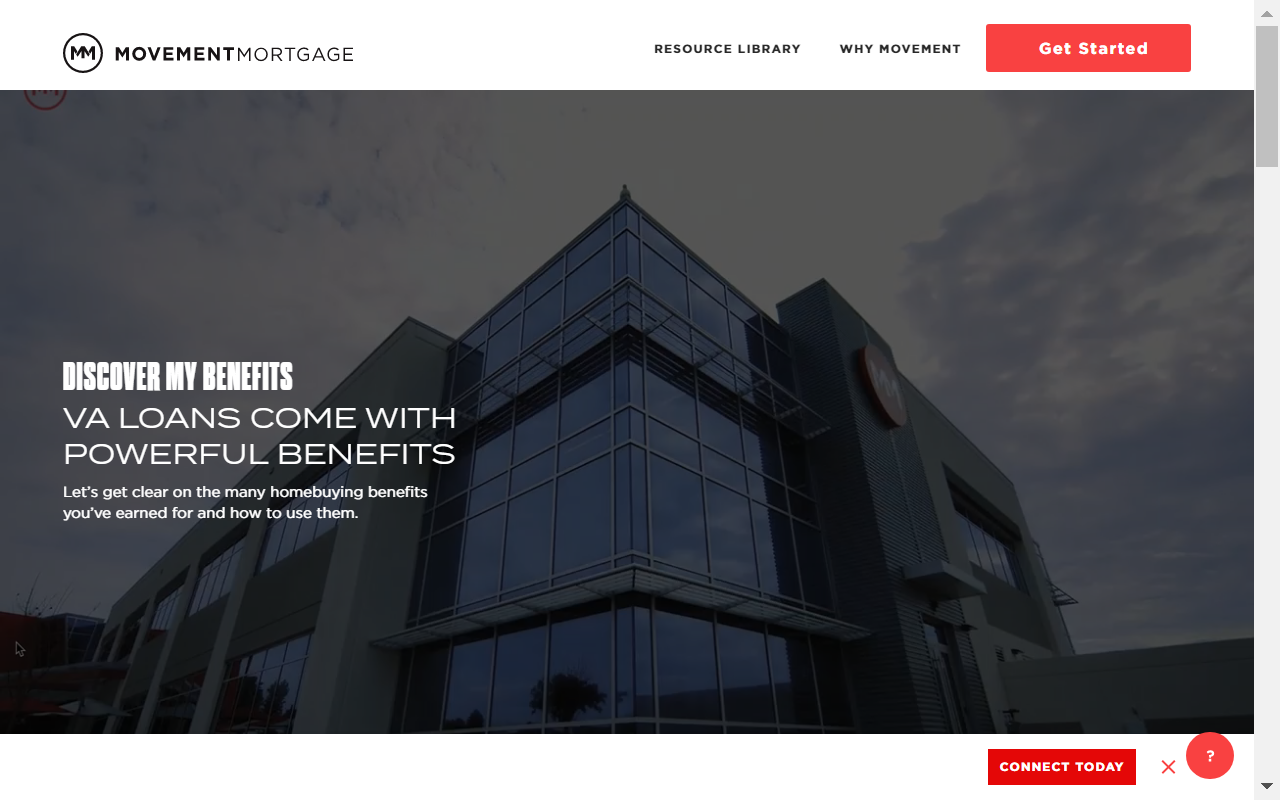 MOVEMENTMORTGAGE
RESOURCE LIBRARY
WHY MOVEMENT
Get Started
DISCOVER MY BENEFITS
VA LOANS COME WITH
POWERFUL BENEFITS
Let's get clear on the many homebuying benefits
you've earned for and how to use them.
CONNECT TODAY
?